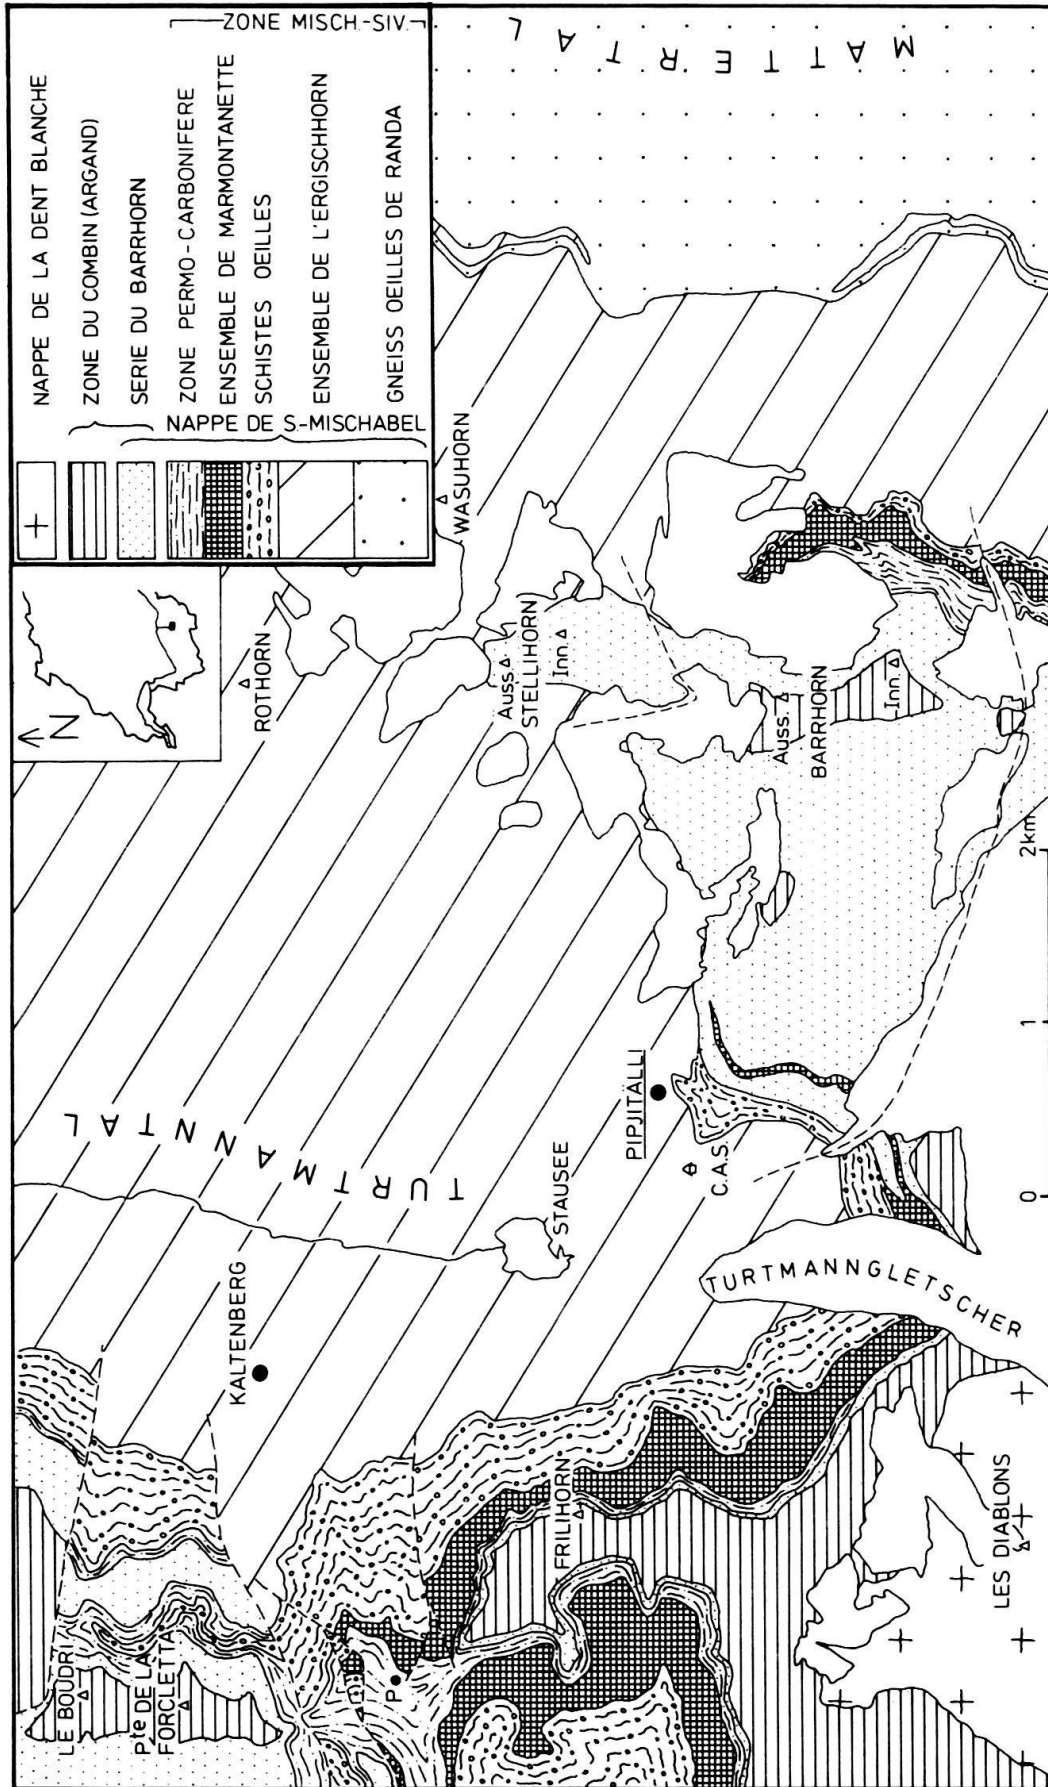 NAPPE DE LA DENT BLANCHE
ZONE DU COMBIN (ARGAND)
SERIE DU BARRHORN
ZONE PERMO-CARBONIFERE
ENSEMBLE DE MARMONTANETTE
SCHISTES OEILLES
ENSEMBLE DE L'ERGISCHHORN
GNEISS OEILLES DE RANDA
ZONE MISCH.-SIV.
NAPPE DE S.-MISCHABEL
N
MATTERTAL
TURTMANNTAL
LE BOUDRI
Pte DE LA
FORCLETTA
KALTENBERG
ROTHORN
WASUHORN
P
STAUSEE
Auss.
STELLIHORN
Inn.
FRILIHORN
PIPJITÄLLI
C.A.S.
Auss.
BARRHORN
Inn.
TURTMANNGLETSCHER
LES DIABLONS
0
1
2km